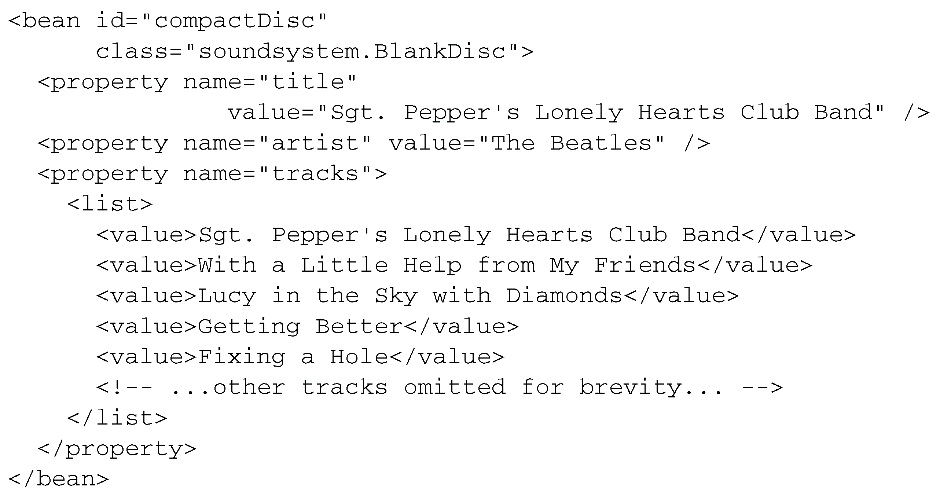 <bean id="compactDisc"
      class="soundsystem.BlankDisc">
  <property name="title"
               value="Sgt. Pepper's Lonely Hearts Club Band" />
  <property name="artist" value="The Beatles" />
  <property name="tracks">
    <list>
      <value>Sgt. Pepper's Lonely Hearts Club Band</value>
      <value>With a Little Help from My Friends</value>
      <value>Lucy in the Sky with Diamonds</value>
      <value>Getting Better</value>
      <value>Fixing a Hole</value>
      <!-- ...other tracks omitted for brevity... -->
    </list>
  </property>
</bean>